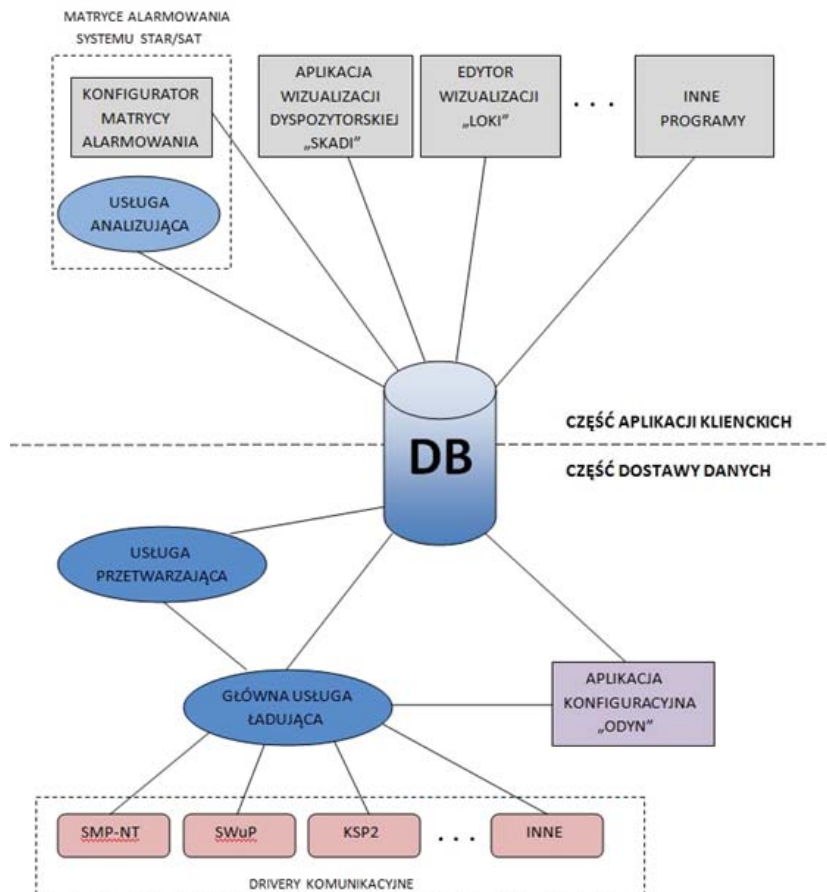 MATRYCE ALARMOWANIA
SYSTEMU STAR/SAT
KONFIGURATOR
MATRYCY
ALARMOWANIA
USŁUGA
ANALIZUJĄCA
APLIKACJA
WIZUALIZACJI
DYSPOZYTORSKIEJ
„SKADI”
EDYTOR
WIZUALIZACJI
„LOKI”
. . .
INNE
PROGRAMY
DB
CZĘŚĆ APLIKACJI KLIENCKICH
CZĘŚĆ DOSTAWY DANYCH
USŁUGA
PRZETWARZAJĄCA
GŁÓWNA USŁUGA
ŁADUJĄCA
APLIKACJA
KONFIGURACYJNA
„ODYN”
SMP-NT
SWuP
KSP2
. . .
INNE
DRIVERY KOMUNIKACYJNE